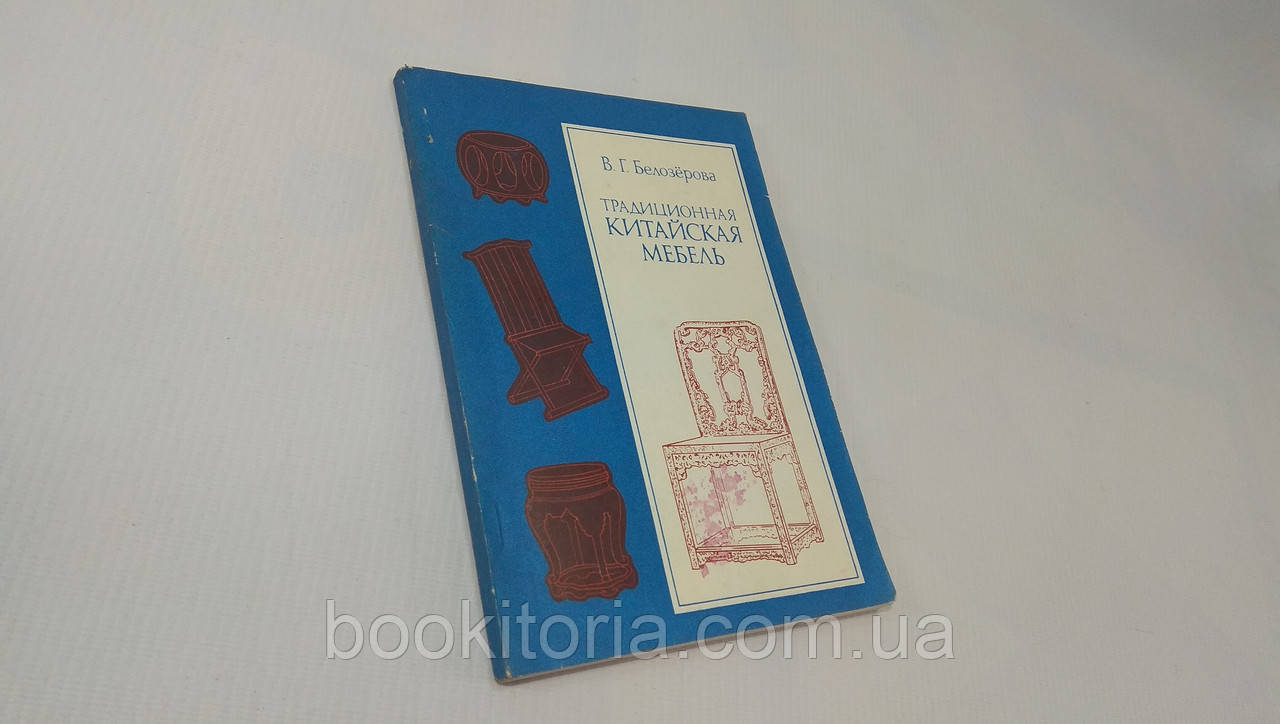 В. Г. Белозёрова
ТРАДИЦИОННАЯ
КИТАЙСКАЯ
МЕБЕЛЬ
bookitoria.com.ua